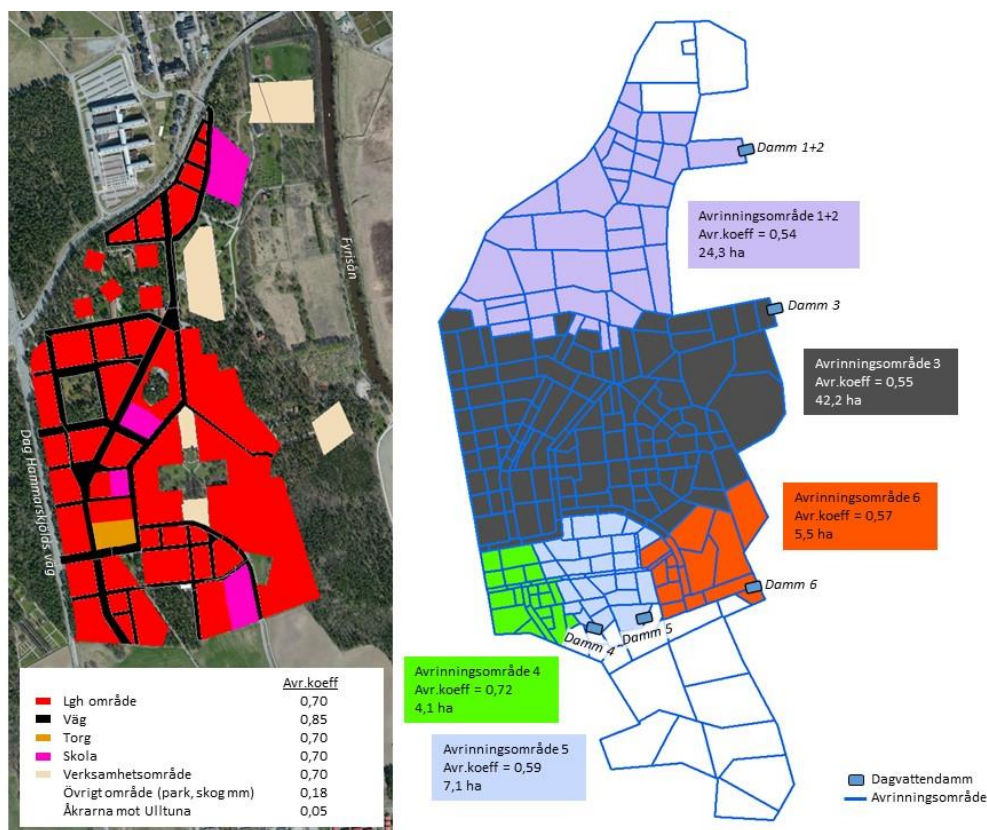 Fyrisån
Dag Hammarskjölds väg
Avr.koeff
Lgh område 0,70
Väg 0,85
Torg 0,70
Skola 0,70
Verksamhetsområde 0,70
Övrigt område (park, skog mm) 0,18
Åkrarna mot Ulltuna 0,05
Damm 1+2
Avrinningsområde 1+2
Avr.koeff = 0,54
24,3 ha
Damm 3
Avrinningsområde 3
Avr.koeff = 0,55
42,2 ha
Avrinningsområde 6
Avr.koeff = 0,57
5,5 ha
Damm 6
Damm 5
Damm 4
Avrinningsområde 4
Avr.koeff = 0,72
4,1 ha
Avrinningsområde 5
Avr.koeff = 0,59
7,1 ha
Dagvattendamm
Avrinningsområde